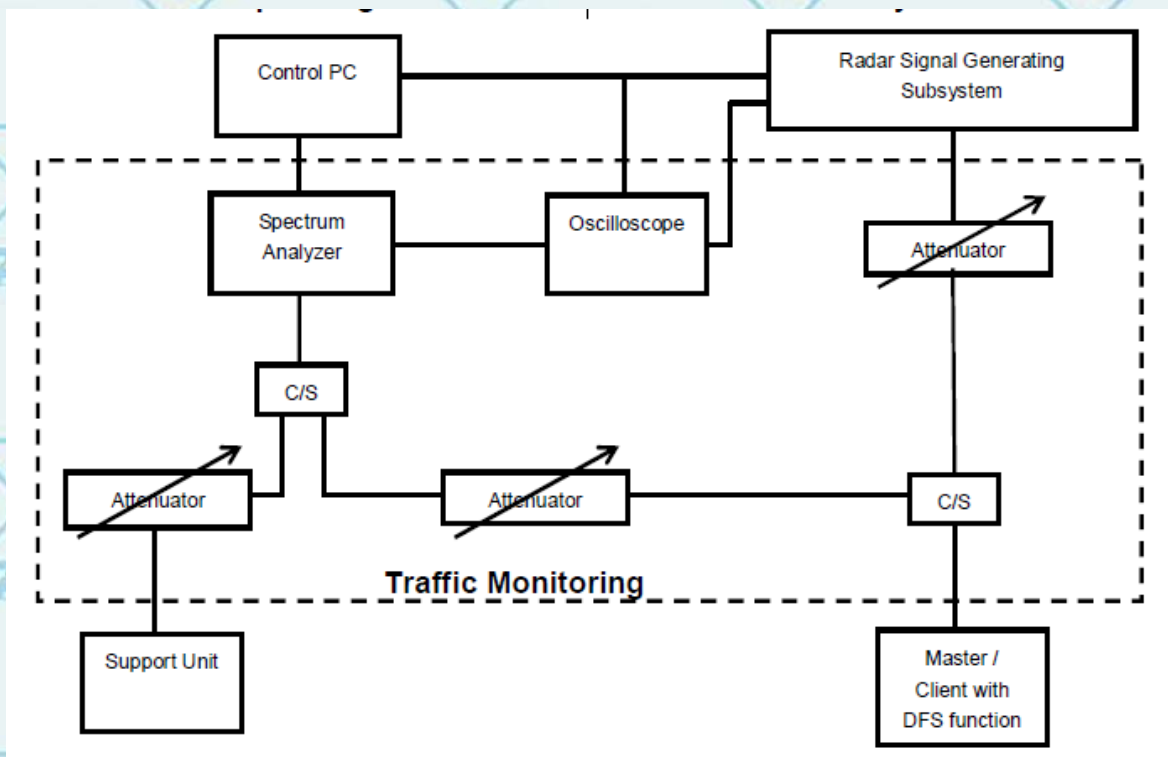 Control PC
Radar Signal Generating
Subsystem
Spectrum
Analyzer
Oscilloscope
Attenuator
C/S
Attenuator
Attenuator
C/S
Traffic Monitoring
Support Unit
Master /
Client with
DFS function